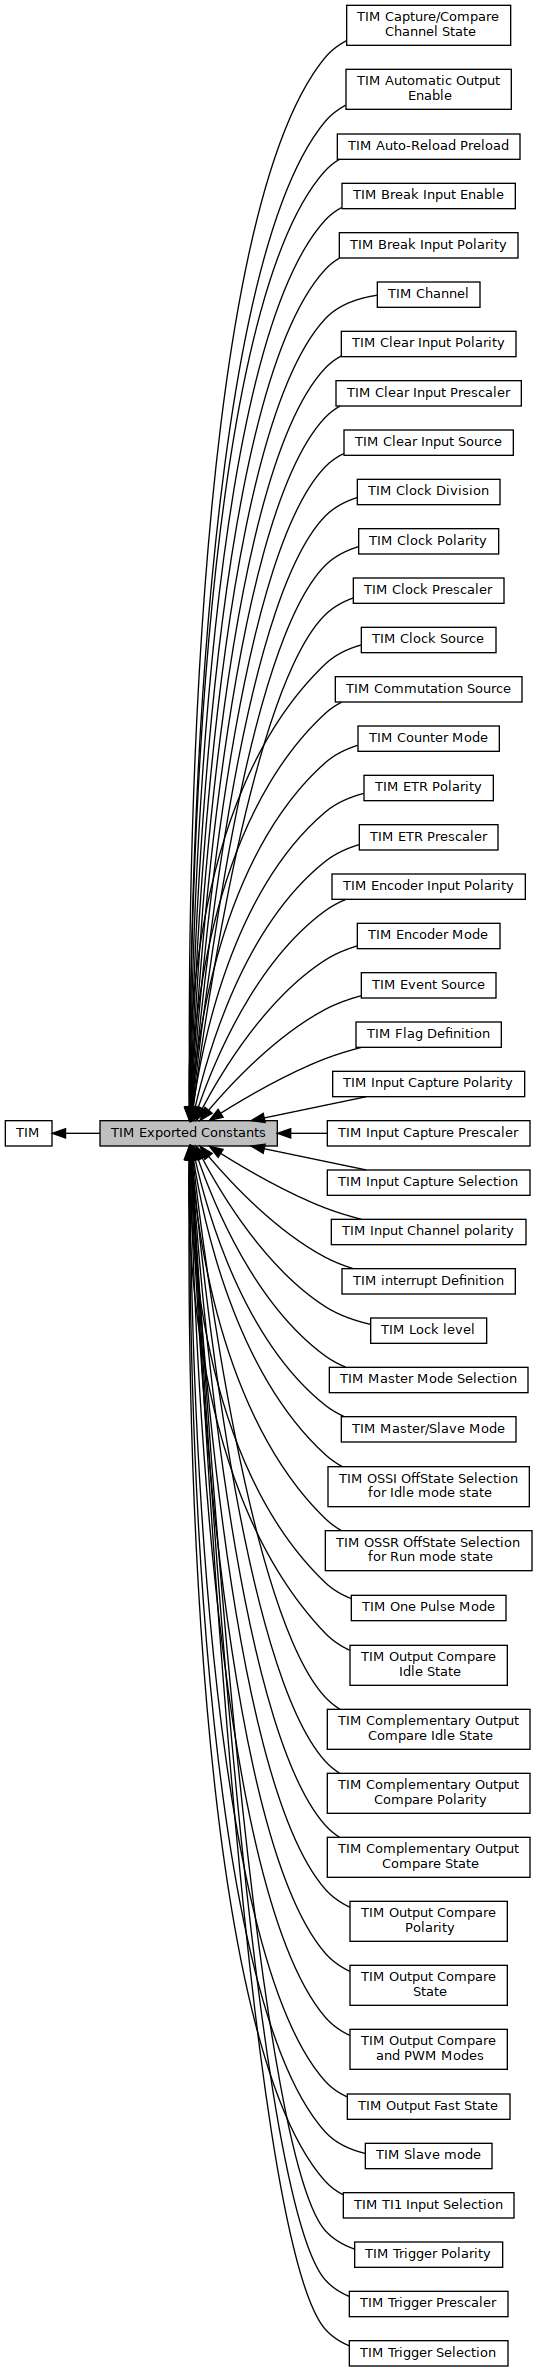 TIM Capture/Compare
Channel State
TIM Automatic Output
Enable
TIM Auto-Reload Preload
TIM Break Input Enable
TIM Break Input Polarity
TIM Channel
TIM Clear Input Polarity
TIM Clear Input Prescaler
TIM Clear Input Source
TIM Clock Division
TIM Clock Polarity
TIM Clock Prescaler
TIM Clock Source
TIM Commutation Source
TIM Counter Mode
TIM ETR Polarity
TIM ETR Prescaler
TIM Encoder Input Polarity
TIM Encoder Mode
TIM Event Source
TIM Flag Definition
TIM Input Capture Polarity
TIM
TIM Exported Constants
TIM Input Capture Prescaler
TIM Input Capture Selection
TIM Input Channel polarity
TIM interrupt Definition
TIM Lock level
TIM Master Mode Selection
TIM Master/Slave Mode
TIM OSSI OffState Selection
for Idle mode state
TIM OSSR OffState Selection
for Run mode state
TIM One Pulse Mode
TIM Output Compare
Idle State
TIM Complementary Output
Compare Idle State
TIM Complementary Output
Compare Polarity
TIM Complementary Output
Compare State
TIM Output Compare
Polarity
TIM Output Compare
State
TIM Output Compare
and PWM Modes
TIM Output Fast State
TIM Slave mode
TIM TI1 Input Selection
TIM Trigger Polarity
TIM Trigger Prescaler
TIM Trigger Selection